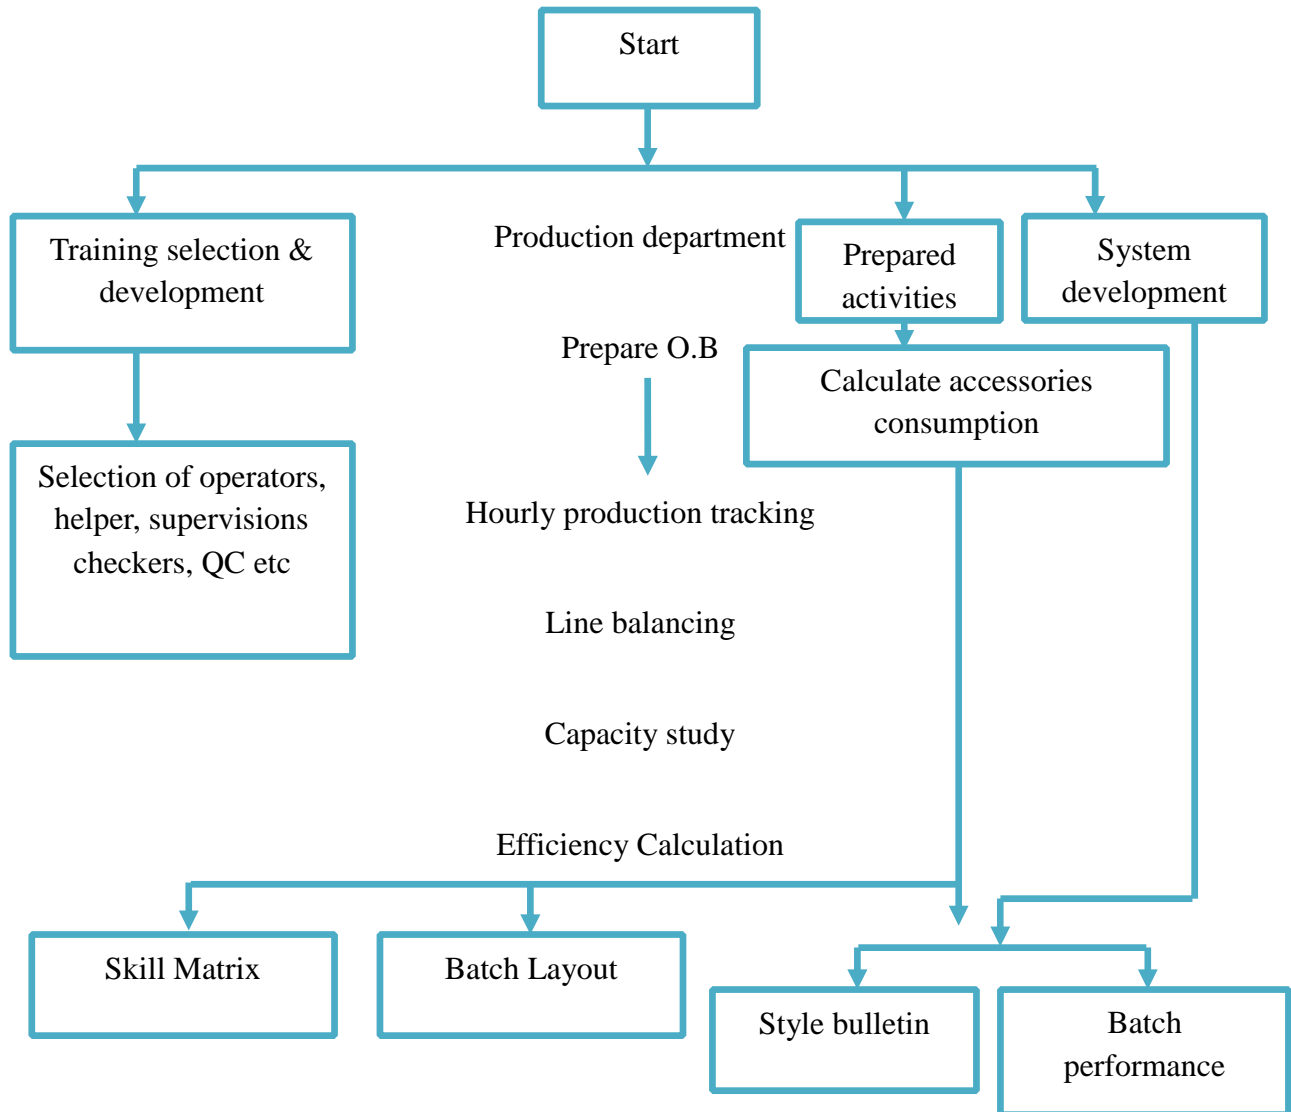 Start
Training selection &
development
Production department
Prepared
activities
System
development
Prepare O.B
Calculate accessories
consumption
Selection of operators,
helper, supervisions
checkers, QC etc
Hourly production tracking
Line balancing
Capacity study
Efficiency Calculation
Skill Matrix
Batch Layout
Style bulletin
Batch
performance